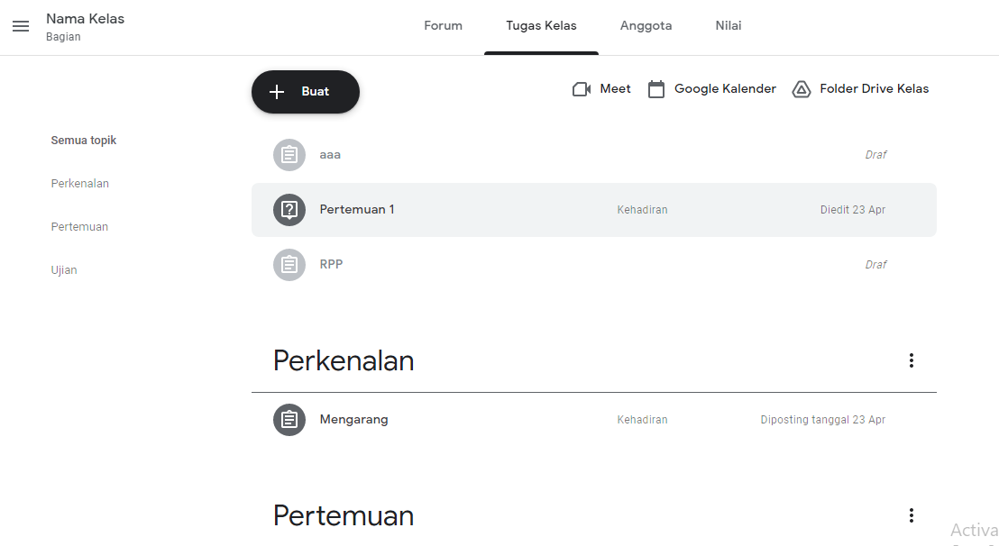 Nama Kelas
Bagian
Forum Tugas Kelas Anggota Nilai
Buat
Meet Google Kalender Folder Drive Kelas
Semua topik
Perkenalan
Pertemuan
Ujian
aaa Draf
Pertemuan 1 Kehadiran Diedit 23 Apr
RPP Draf
Perkenalan
Mengarang Kehadiran Diposting tanggal 23 Apr
Pertemuan
Activa